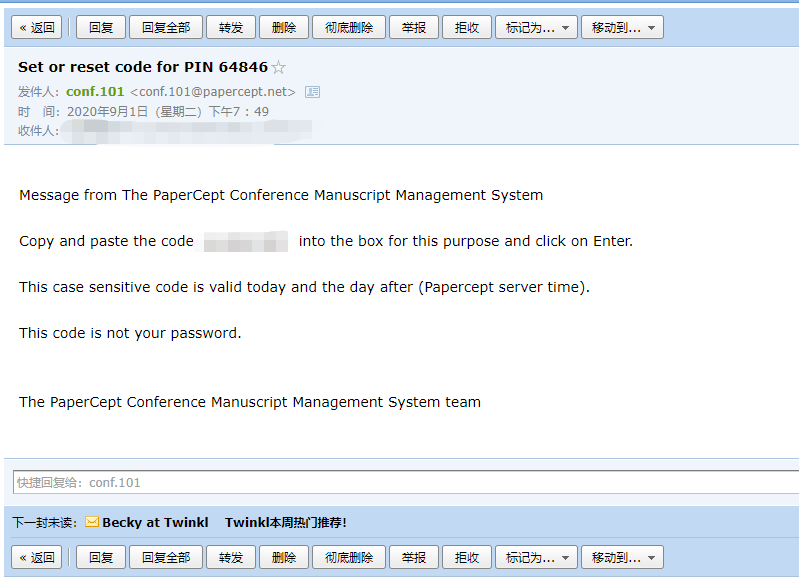 « 返回 回复 回复全部 转发 删除 彻底删除 举报 拒收 标记为... 移动到...
Set or reset code for PIN 64846
发件人：conf.101 <conf.101@papercept.net>
时　间：2020年9月1日（星期二）下午7：49
收件人：
Message from The PaperCept Conference Manuscript Management System
Copy and paste the code into the box for this purpose and click on Enter.
This case sensitive code is valid today and the day after (Papercept server time).
This code is not your password.
The PaperCept Conference Manuscript Management System team
快捷回复给：conf.101
下一封未读：Becky at Twinkl Twinkl本周热门推荐！
« 返回 回复 回复全部 转发 删除 彻底删除 举报 拒收 标记为... 移动到...